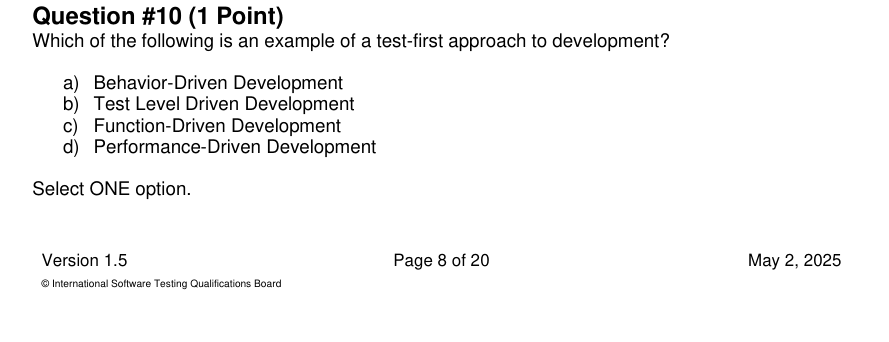 Question #10 (1 Point)
Which of the following is an example of a test-first approach to development?
a) Behavior-Driven Development
b) Test Level Driven Development
c) Function-Driven Development
d) Performance-Driven Development
Select ONE option.
Version 1.5 Page 8 of 20 May 2, 2025
© International Software Testing Qualifications Board